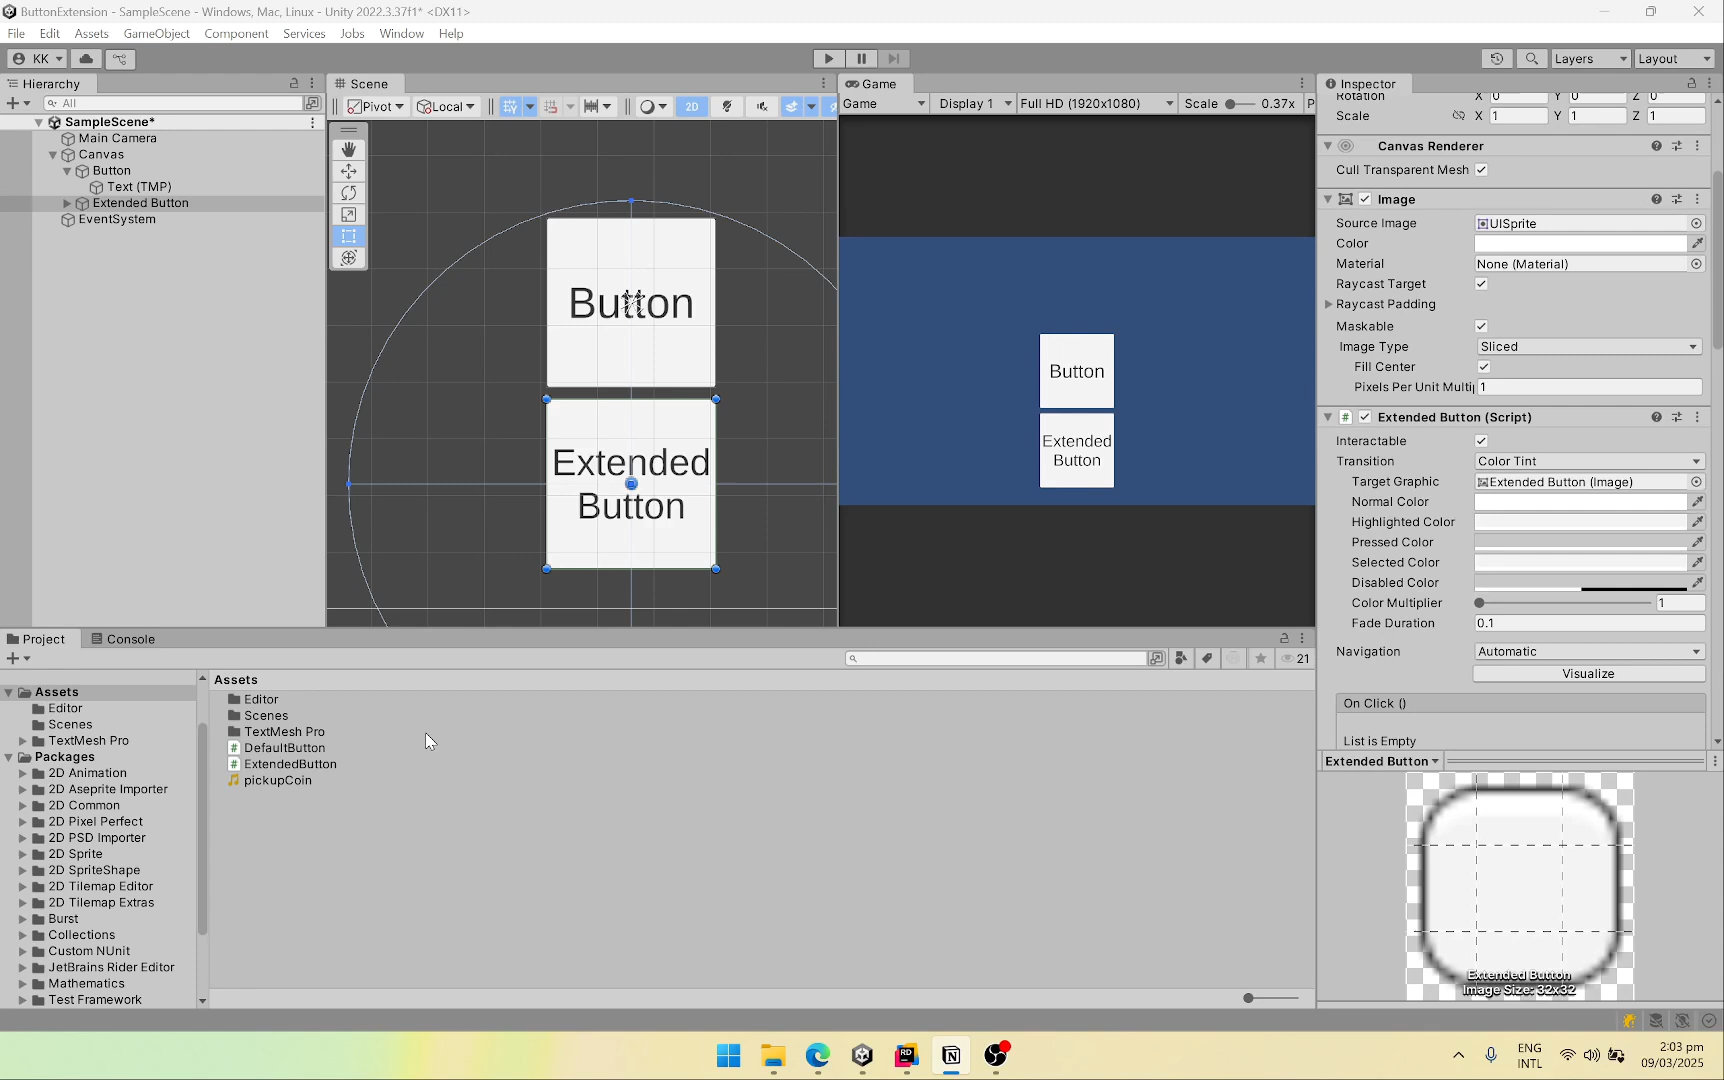 ButtonExtension - SampleScene - Windows, Mac, Linux - Unity 2022.3.37f1* <DX11>
File Edit Assets GameObject Component Services Jobs Window Help
KK
Layers
Layout
Hierarchy
All
SampleScene*
Main Camera
Canvas
Button
Text (TMP)
Extended Button
EventSystem
Scene
Pivot
Local
2D
Button
Extended
Button
Game
Game
Display 1
Full HD (1920x1080)
Scale
0.37x
P
Button
Extended
Button
Inspector
Rotation X 0 Y 0 Z 0
Scale X 1 Y 1 Z 1
Canvas Renderer
Cull Transparent Mesh
Image
Source Image UISprite
Color
Material None (Material)
Raycast Target
Raycast Padding
Maskable
Image Type Sliced
Fill Center
Pixels Per Unit Multi 1
Extended Button (Script)
Interactable
Transition Color Tint
Target Graphic Extended Button (Image)
Normal Color
Highlighted Color
Pressed Color
Selected Color
Disabled Color
Color Multiplier 1
Fade Duration 0.1
Navigation Automatic
Visualize
On Click ()
List is Empty
Extended Button
Extended Button
Image Size: 32x32
Project
Console
21
Assets
Editor
Scenes
TextMesh Pro
Packages
2D Animation
2D Aseprite Importer
2D Common
2D Pixel Perfect
2D PSD Importer
2D Sprite
2D SpriteShape
2D Tilemap Editor
2D Tilemap Extras
Burst
Collections
Custom NUnit
JetBrains Rider Editor
Mathematics
Test Framework
Assets
Editor
Scenes
TextMesh Pro
DefaultButton
ExtendedButton
pickupCoin
RD
ENG
INTL
2:03 pm
09/03/2025